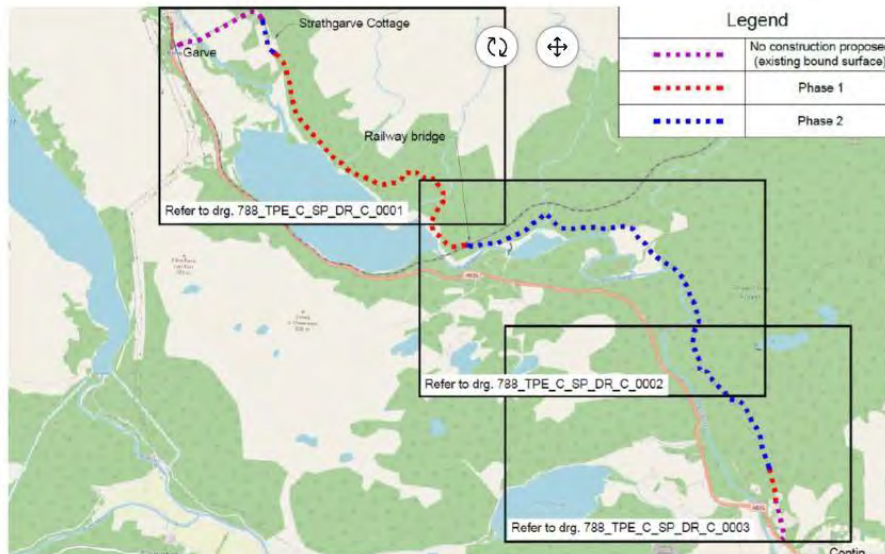 Strathgarve Cottage
Garve
Railway bridge
Refer to drg. 788_TPE_C_SP_DR_C_0001
Legend
No construction proposed
(existing bound surface)
Phase 1
Phase 2
Refer to drg. 788_TPE_C_SP_DR_C_0002
Refer to drg. 788_TPE_C_SP_DR_C_0003
Contin